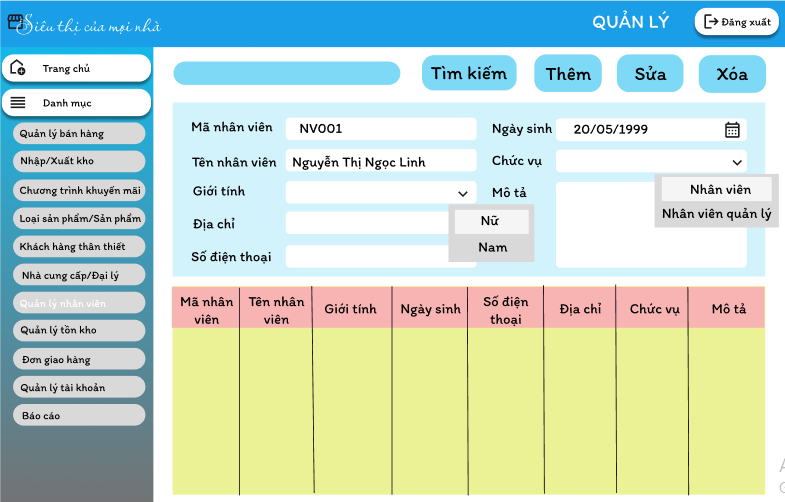 Siêu thị của mọi nhà
QUẢN LÝ
Đăng xuất
Trang chủ
Danh mục
Quản lý bán hàng
Nhập/Xuất kho
Chương trình khuyến mãi
Loại sản phẩm/Sản phẩm
Khách hàng thân thiết
Nhà cung cấp/Đại lý
Quản lý nhân viên
Quản lý tồn kho
Đơn giao hàng
Quản lý tài khoản
Báo cáo
Tìm kiếm
Thêm
Sửa
Xóa
Mã nhân viên NV001
Ngày sinh 20/05/1999
Tên nhân viên Nguyễn Thị Ngọc Linh
Chức vụ
Nhân viên
Nhân viên quản lý
Giới tính
Nữ
Nam
Mô tả
Địa chỉ
Số điện thoại
Mã nhân viên
Tên nhân viên
Giới tính
Ngày sinh
Số điện thoại
Địa chỉ
Chức vụ
Mô tả